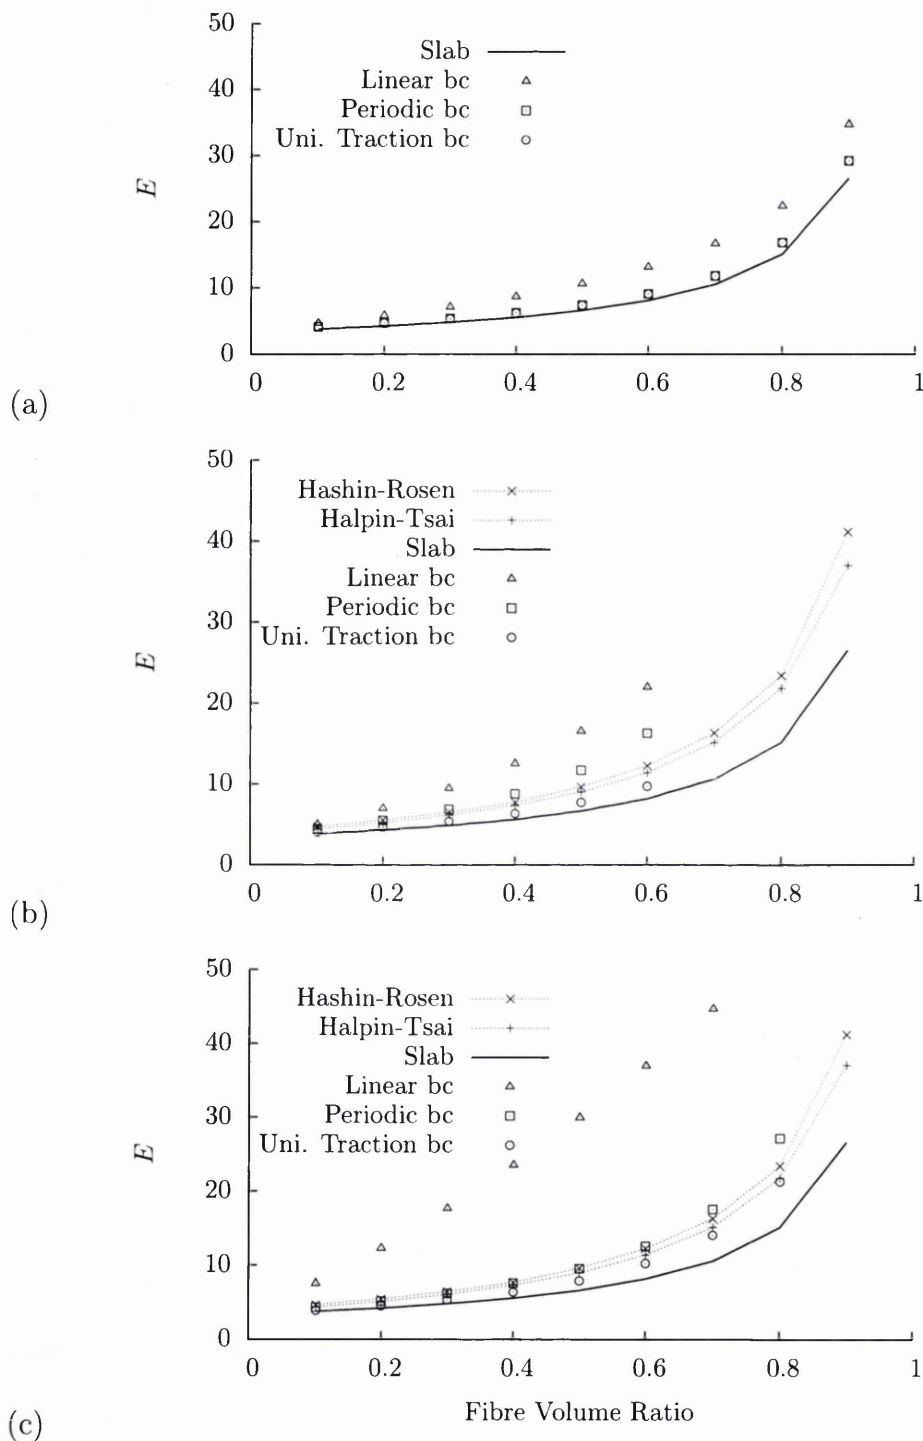 50
Slab
40
Linear bc
Periodic bc
30
Uni. Traction bc
E
20
10
0
0 0.2 0.4 0.6 0.8 1
(a)
50
Hashin-Rosen
Halpin-Tsai
40
Slab
Linear bc
30
Periodic bc
Uni. Traction bc
E
20
10
0
0 0.2 0.4 0.6 0.8 1
(b)
50
Hashin-Rosen
Halpin-Tsai
40
Slab
Linear bc
30
Periodic bc
Uni. Traction bc
E
20
10
0
0 0.2 0.4 0.6 0.8 1
Fibre Volume Ratio
(c)